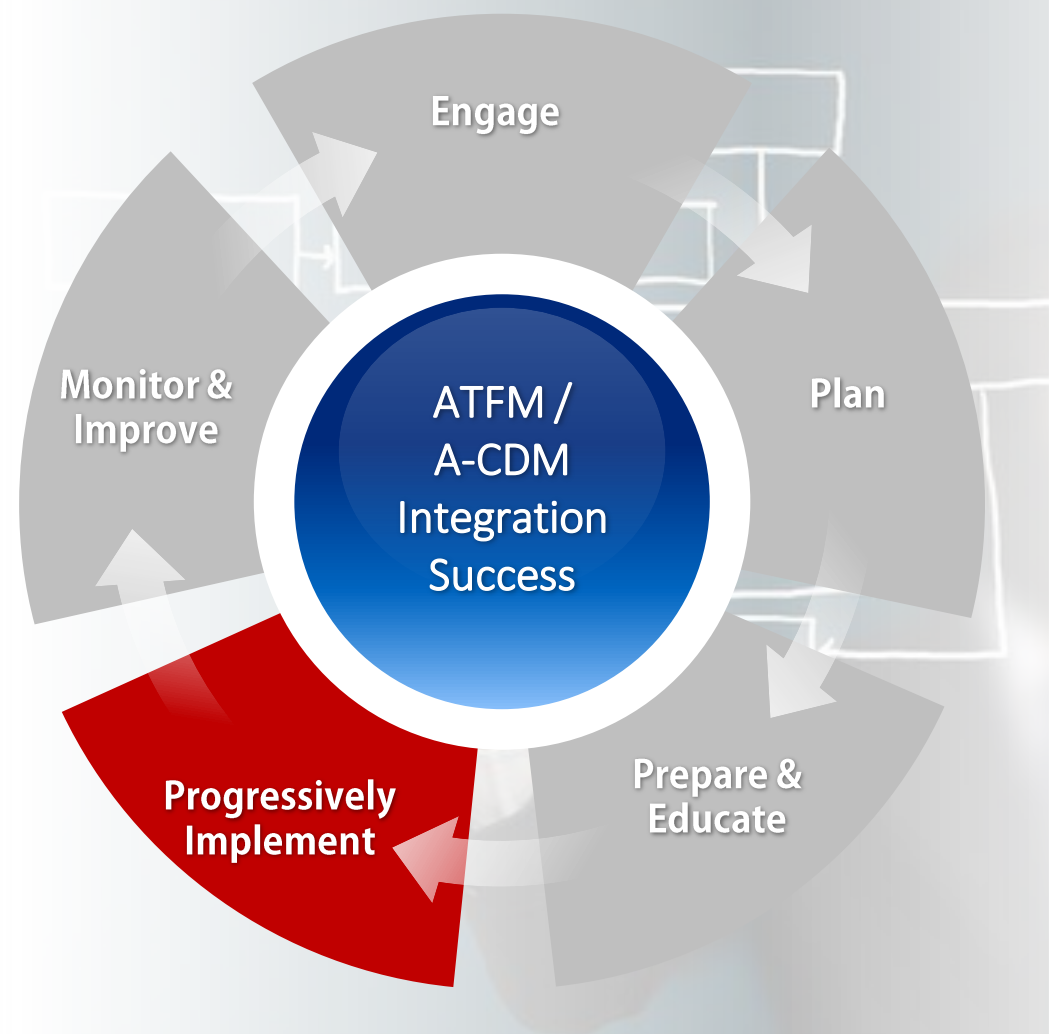 Engage
Plan
Prepare &
Educate
Progressively
Implement
Monitor &
Improve
ATFM /
A-CDM
Integration
Success